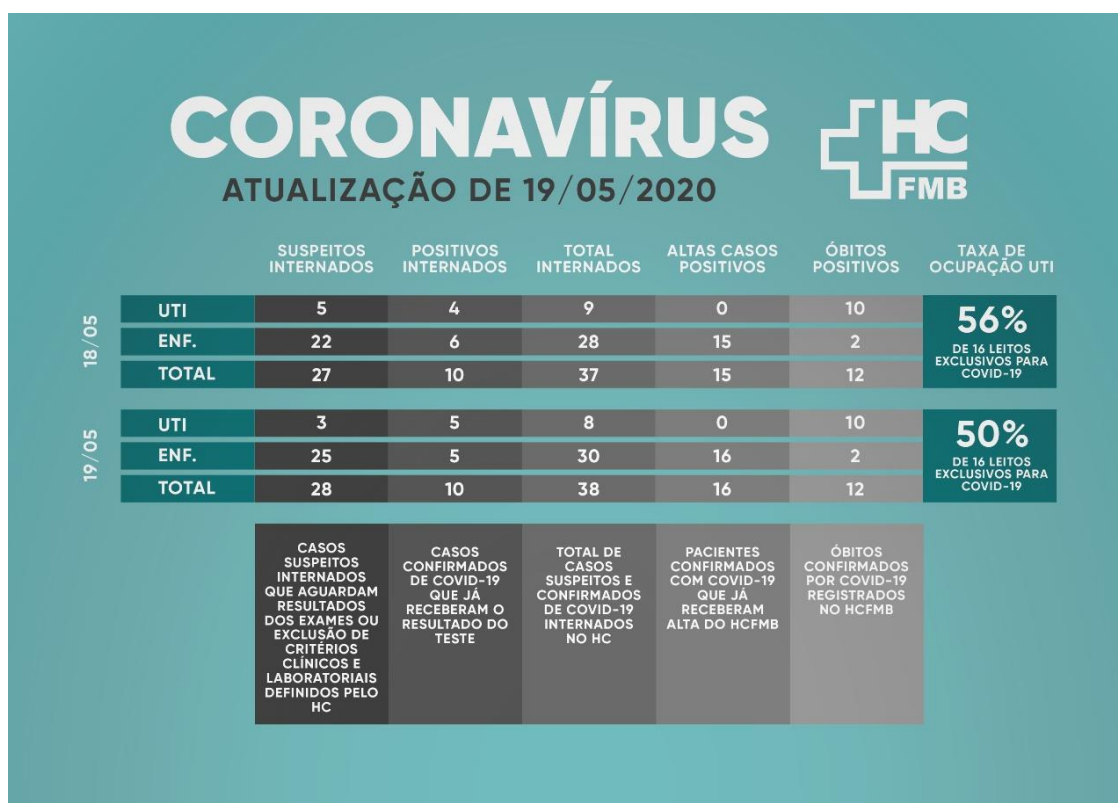 CORONAVÍRUS
HC
FMB
ATUALIZAÇÃO DE 19/05/2020
SUSPEITOS INTERNADOS
POSITIVOS INTERNADOS
TOTAL INTERNADOS
ALTAS CASOS POSITIVOS
ÓBITOS POSITIVOS
TAXA DE OCUPAÇÃO UTI
18/05
UTI 5 4 9 0 10
ENF. 22 6 28 15 2
TOTAL 27 10 37 15 12
56%
DE 16 LEITOS
EXCLUSIVOS PARA
COVID-19
19/05
UTI 3 5 8 0 10
ENF. 25 5 30 16 2
TOTAL 28 10 38 16 12
50%
DE 16 LEITOS
EXCLUSIVOS PARA
COVID-19
CASOS
SUSPEITOS
INTERNADOS
QUE AGUARDAM
RESULTADOS
DOS EXAMES OU
EXCLUSÃO DE
CRITÉRIOS
CLÍNICOS E
LABORATORIAIS
DEFINIDOS PELO
HC
CASOS
CONFIRMADOS
DE COVID-19
QUE JÁ
RECEBERAM O
RESULTADO DO
TESTE
TOTAL DE
CASOS
SUSPEITOS E
CONFIRMADOS
DE COVID-19
INTERNADOS
NO HC
PACIENTES
CONFIRMADOS
COM COVID-19
QUE JÁ
RECEBERAM
ALTA DO HCFMB
ÓBITOS
CONFIRMADOS
POR COVID-19
REGISTRADOS
NO HCFMB